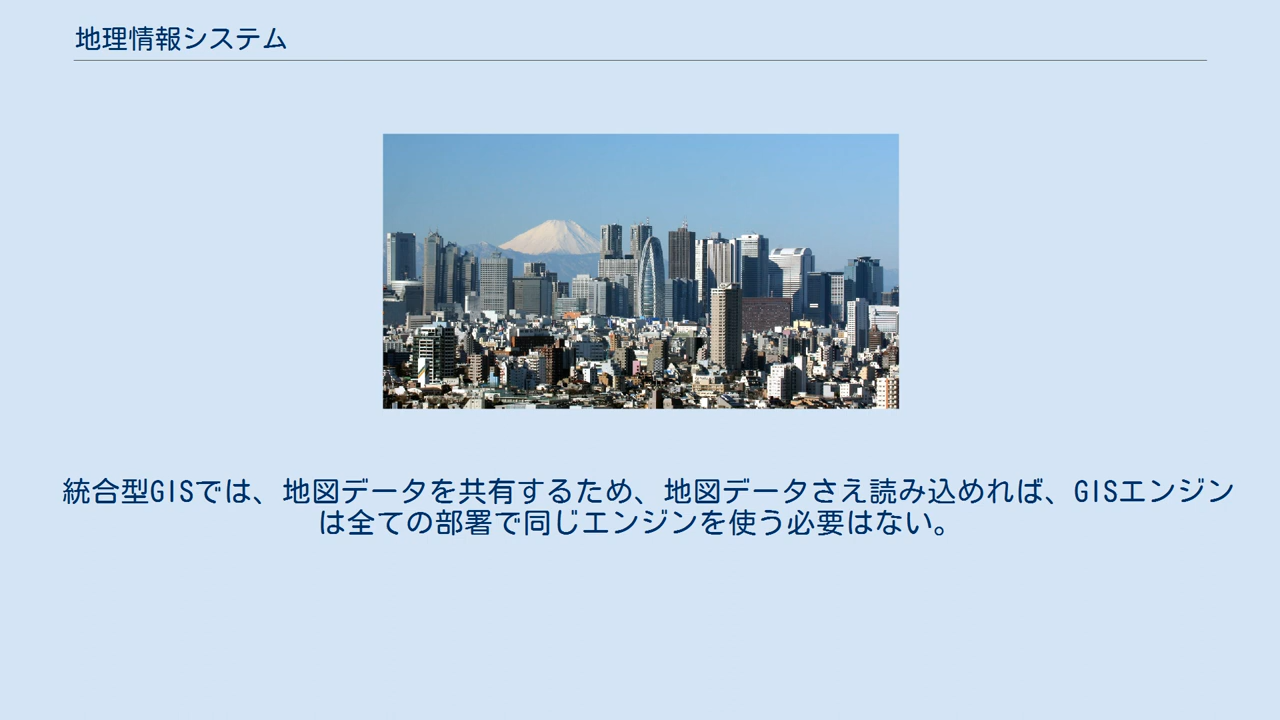 地理情報システム
統合型GISでは、地図データを共有するため、地図データさえ読み込めれば、GISエンジン
は全ての部署で同じエンジンを使う必要はない。